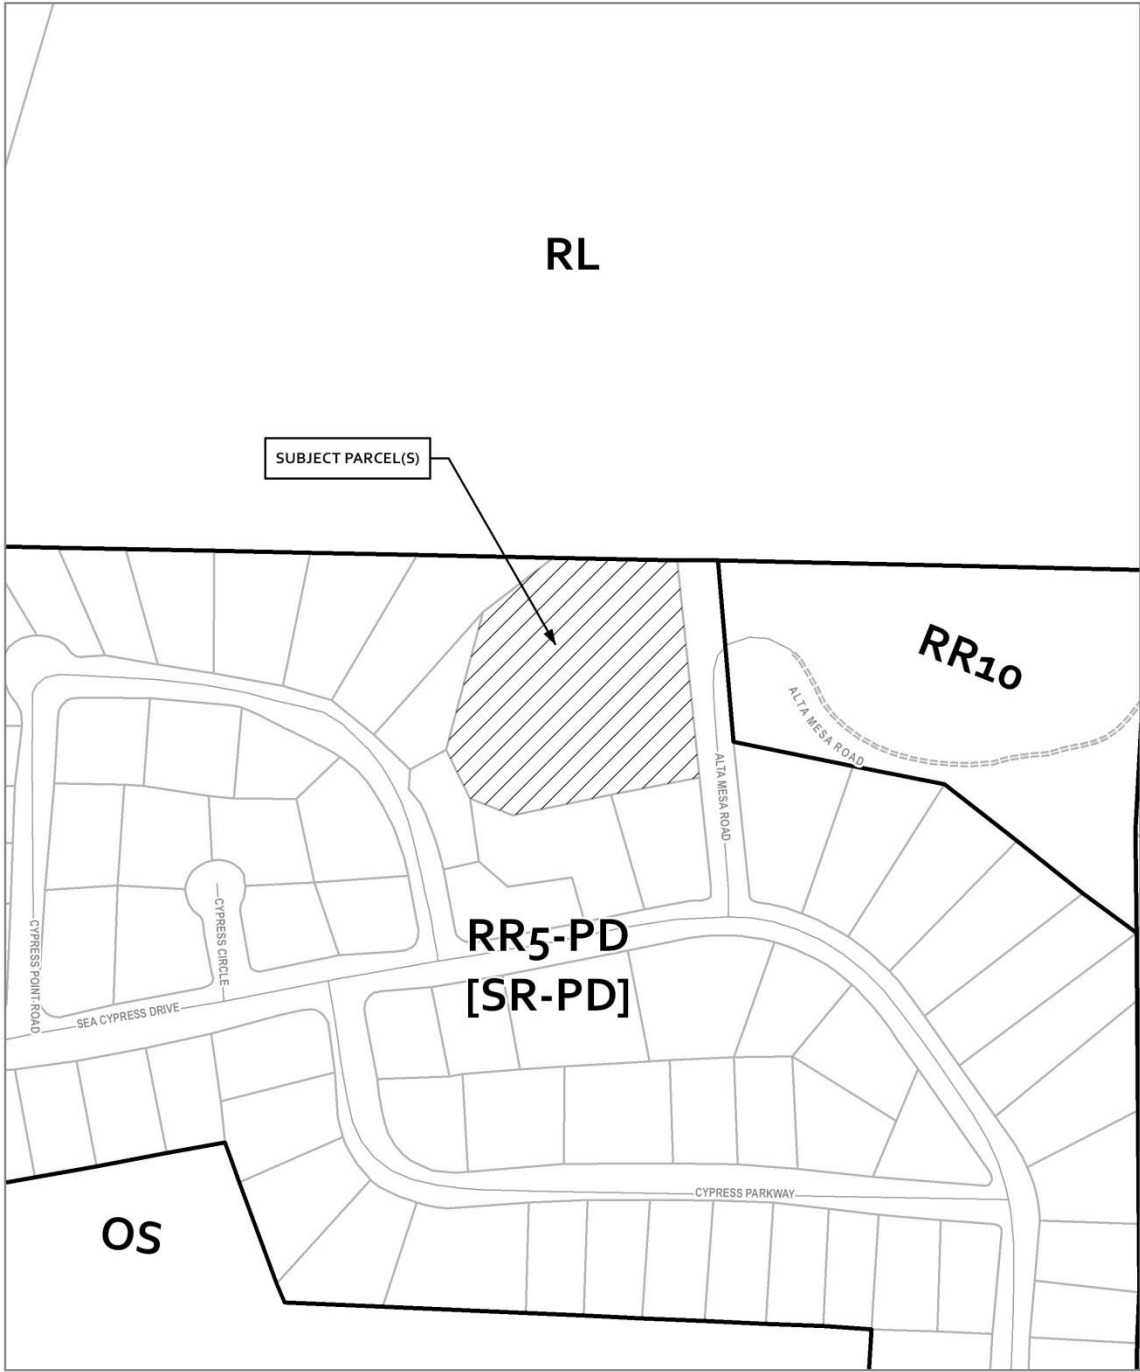 RL
SUBJECT PARCEL(S)
RR10
ALTA MESA ROAD
ALTA MESA ROAD
CYPRESS CIRCLE
CYPRESS POINT ROAD
RR5-PD
[SR-PD]
SEA CYPRESS DRIVE
CYPRESS PARKWAY
OS